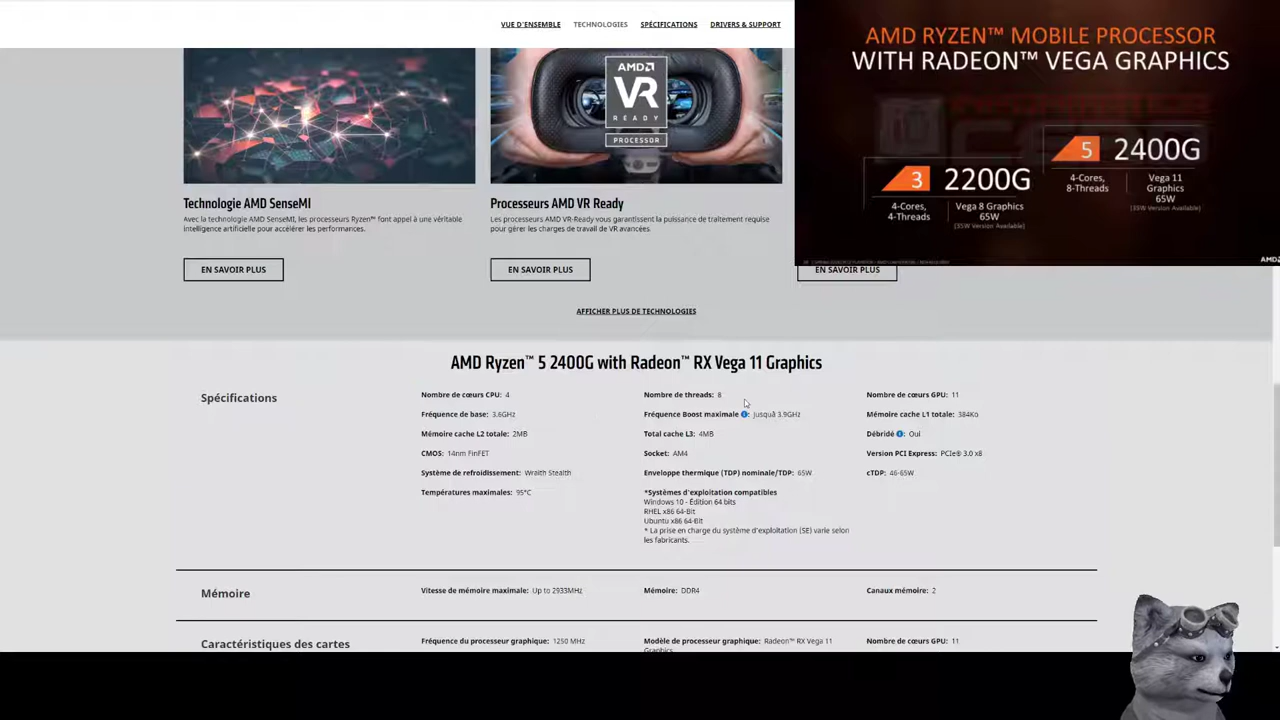 VUE D'ENSEMBLE TECHNOLOGIES SPÉCIFICATIONS DRIVERS & SUPPORT
AMD RYZEN™ MOBILE PROCESSOR
WITH RADEON™ VEGA GRAPHICS
3 2200G
4-Cores,
4-Threads
Vega 8 Graphics
65W
(35W Version Available)
5 2400G
4-Cores,
8-Threads
Vega 11
Graphics
65W
(35W Version Available)
AMD
AMD
VR
READY
PROCESSOR
Technologie AMD SenseMI
Avec la technologie AMD SenseMI, les processeurs Ryzen™ font appel à une véritable
intelligence artificielle pour accélérer les performances.
EN SAVOIR PLUS
Processeurs AMD VR Ready
Les processeurs AMD VR-Ready vous garantissent la puissance de traitement requise
pour gérer les charges de travail de VR avancées.
EN SAVOIR PLUS
EN SAVOIR PLUS
AFFICHER PLUS DE TECHNOLOGIES
AMD Ryzen™ 5 2400G with Radeon™ RX Vega 11 Graphics
Spécifications
Nombre de cœurs CPU: 4
Nombre de threads: 8
Nombre de cœurs GPU: 11
Fréquence de base: 3.6GHz
Fréquence Boost maximale : jusquà 3.9GHz
Mémoire cache L1 totale: 384Ko
Mémoire cache L2 totale: 2MB
Total cache L3: 4MB
Débridé : Oui
CMOS: 14nm FinFET
Socket: AM4
Version PCI Express: PCIe® 3.0 x8
Système de refroidissement: Wraith Stealth
Enveloppe thermique (TDP) nominale/TDP: 65W
cTDP: 46-65W
Températures maximales: 95°C
*Systèmes d'exploitation compatibles
Windows 10 - Édition 64 bits
RHEL x86 64-Bit
Ubuntu x86 64-Bit
* La prise en charge du système d'exploitation (SE) varie selon
les fabricants.
Mémoire
Vitesse de mémoire maximale: Up to 2933MHz
Mémoire: DDR4
Canaux mémoire: 2
Caractéristiques des cartes
Fréquence du processeur graphique: 1250 MHz
Modèle de processeur graphique: Radeon™ RX Vega 11
Graphics
Nombre de cœurs GPU: 11